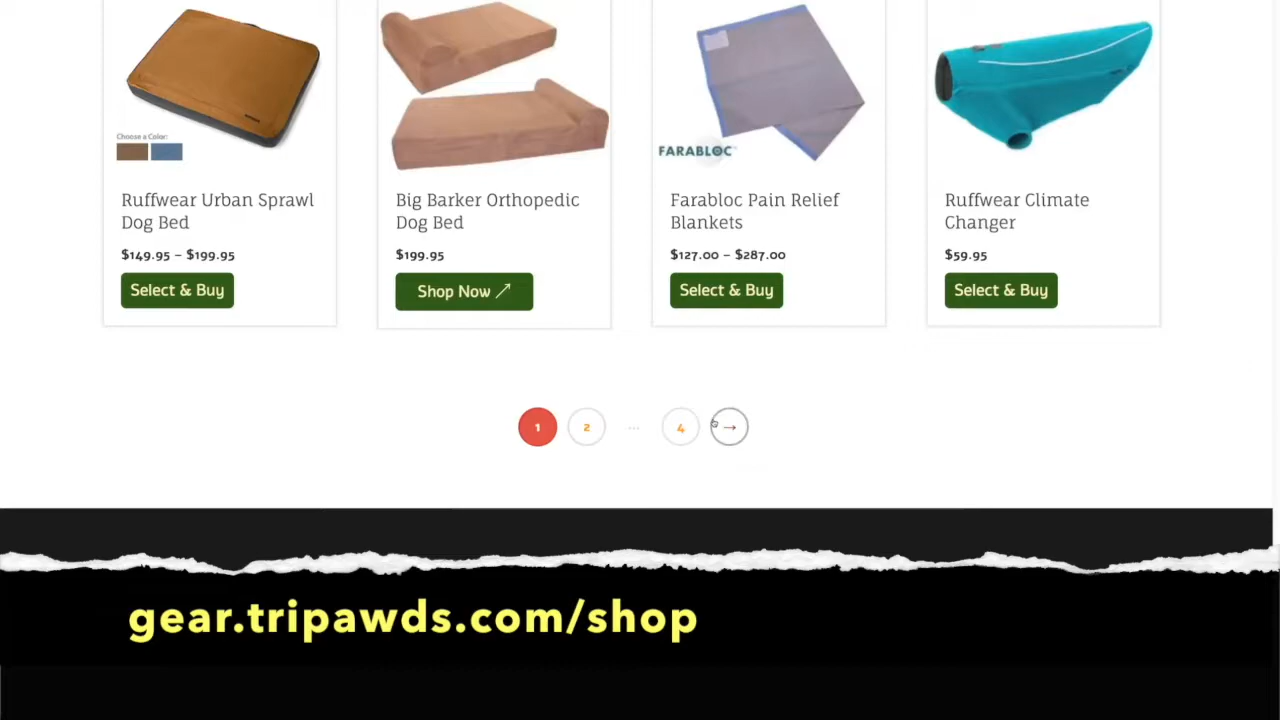 Choose a Color:
FARABLOC
Ruffwear Urban Sprawl
Dog Bed
$149.95 – $199.95
Select & Buy
Big Barker Orthopedic
Dog Bed
$199.95
Shop Now ↗
Farabloc Pain Relief
Blankets
$127.00 – $287.00
Select & Buy
Ruffwear Climate
Changer
$59.95
Select & Buy
1 2 ... 4 →
gear.tripawds.com/shop